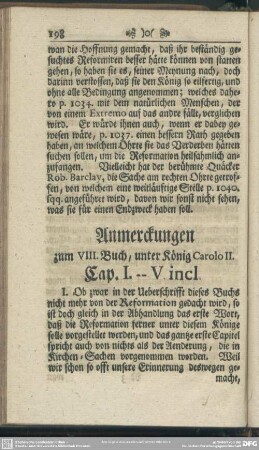 198 ❧ )o( ☙
wan die Hoffnung gemacht, daß ihr beständig ge-
suchtes Reformiren besser hätte können von statten
gehen, so haben sie es, seiner Meynung nach, doch
darinn verstossen, daß sie den König so eilfertig, und
ohne alle Bedingung angenommen; welches dahe-
ro p. 1034. mit dem natürlichen Menschen, der
von einem Extremo auf das andre fällt, verglichen
wird. Er würde ihnen auch, wenn er dabey ge-
wesen wäre, p. 1037. einen bessern Rath gegeben
haben, an welchem Ohrte sie das Verderben hätten
suchen sollen, um die Reformation heilsahmlich an-
zufangen. Vielleicht hat der berühmte Quäcker
Rob. Barclay, die Sache am rechten Ohrte getrof-
fen, von welchem eine weitläuftige Stelle p. 1040.
sqq. angeführet wird, davon wir sonst nicht sehen,
was sie für einen Endzweck haben soll.
Anmerckungen
zum VIII. Buch, unter König Carolo II.
Cap. I. -- V incl
I. Ob zwar in der Ueberschrifft dieses Buchs
nicht mehr von der Reformation gedacht wird, so
ist doch gleich in der Abhandlung das erste Wort,
daß die Reformation ferner unter diesem Könige
solle vorgestellet werden, und das gantze erste Capitel
spricht auch von nichts als der Aenderung, die in
Kirchen-Sachen vorgenommen worden. Weil
wir schon so offt unsere Erinnerung deswegen ge-
macht,